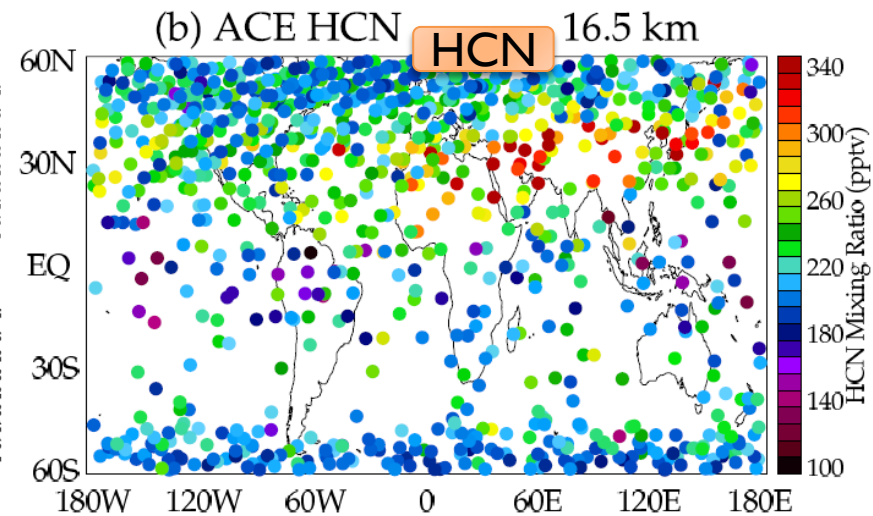 (b) ACE HCN HCN 16.5 km
60N
30N
EQ
30S
60S
180W 120W 60W 0 60E 120E 180E
340
300
260
220
180
140
100
HCN Mixing Ratio (pptv)